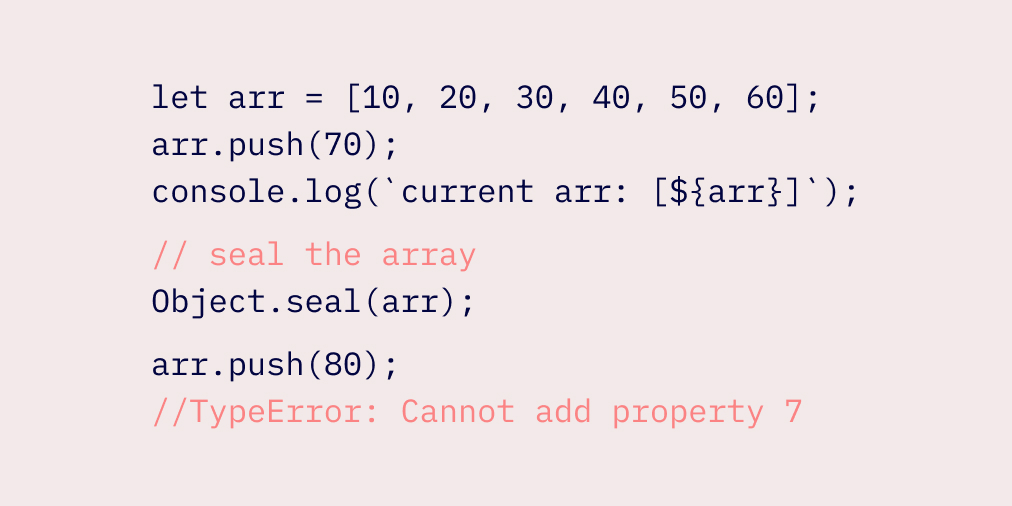 let arr = [10, 20, 30, 40, 50, 60];
arr.push(70);
console.log(`current arr: [${arr}]`);
// seal the array
Object.seal(arr);
arr.push(80);
//TypeError: Cannot add property 7